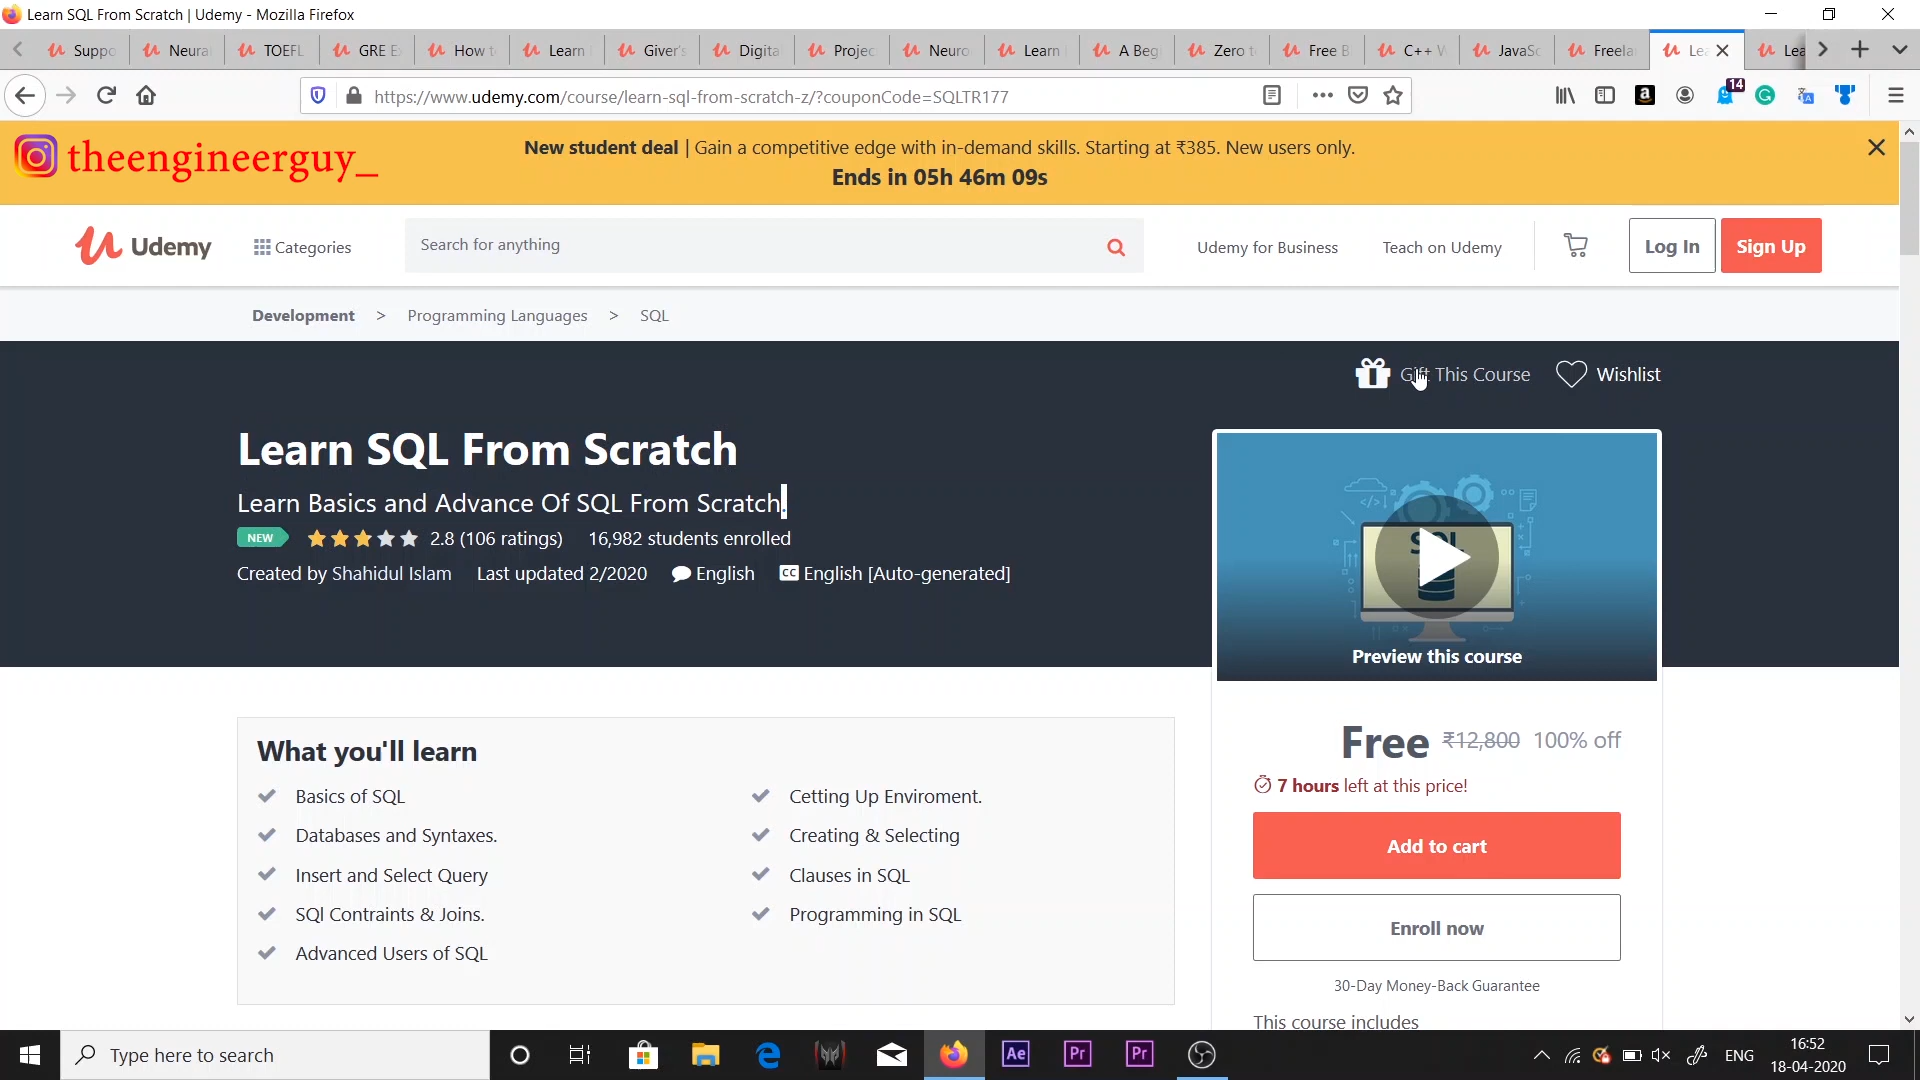 Learn SQL From Scratch | Udemy - Mozilla Firefox
Suppo Neura TOEFL GRE E How t Learn Giver's Digita Projec Neuro Learn A Beg Zero t Free B C++ W JavaSc Freela Lea Lea
https://www.udemy.com/course/learn-sql-from-scratch-z/?couponCode=SQLTR177
14
theengineerguy_
New student deal | Gain a competitive edge with in-demand skills. Starting at ₹385. New users only.
Ends in 05h 46m 09s
Udemy
Categories
Search for anything
Udemy for Business
Teach on Udemy
Log In
Sign Up
Development > Programming Languages > SQL
Gift This Course
Wishlist
Learn SQL From Scratch
Learn Basics and Advance Of SQL From Scratch.
NEW 2.8 (106 ratings) 16,982 students enrolled
Created by Shahidul Islam Last updated 2/2020 English CC English [Auto-generated]
SQL
Preview this course
Free ₹12,800 100% off
7 hours left at this price!
Add to cart
Enroll now
30-Day Money-Back Guarantee
This course includes
What you'll learn
Basics of SQL
Databases and Syntaxes.
Insert and Select Query
SQl Contraints & Joins.
Advanced Users of SQL
Cetting Up Enviroment.
Creating & Selecting
Clauses in SQL
Programming in SQL
Type here to search
Ae
Pr
Pr
ENG
16:52
18-04-2020